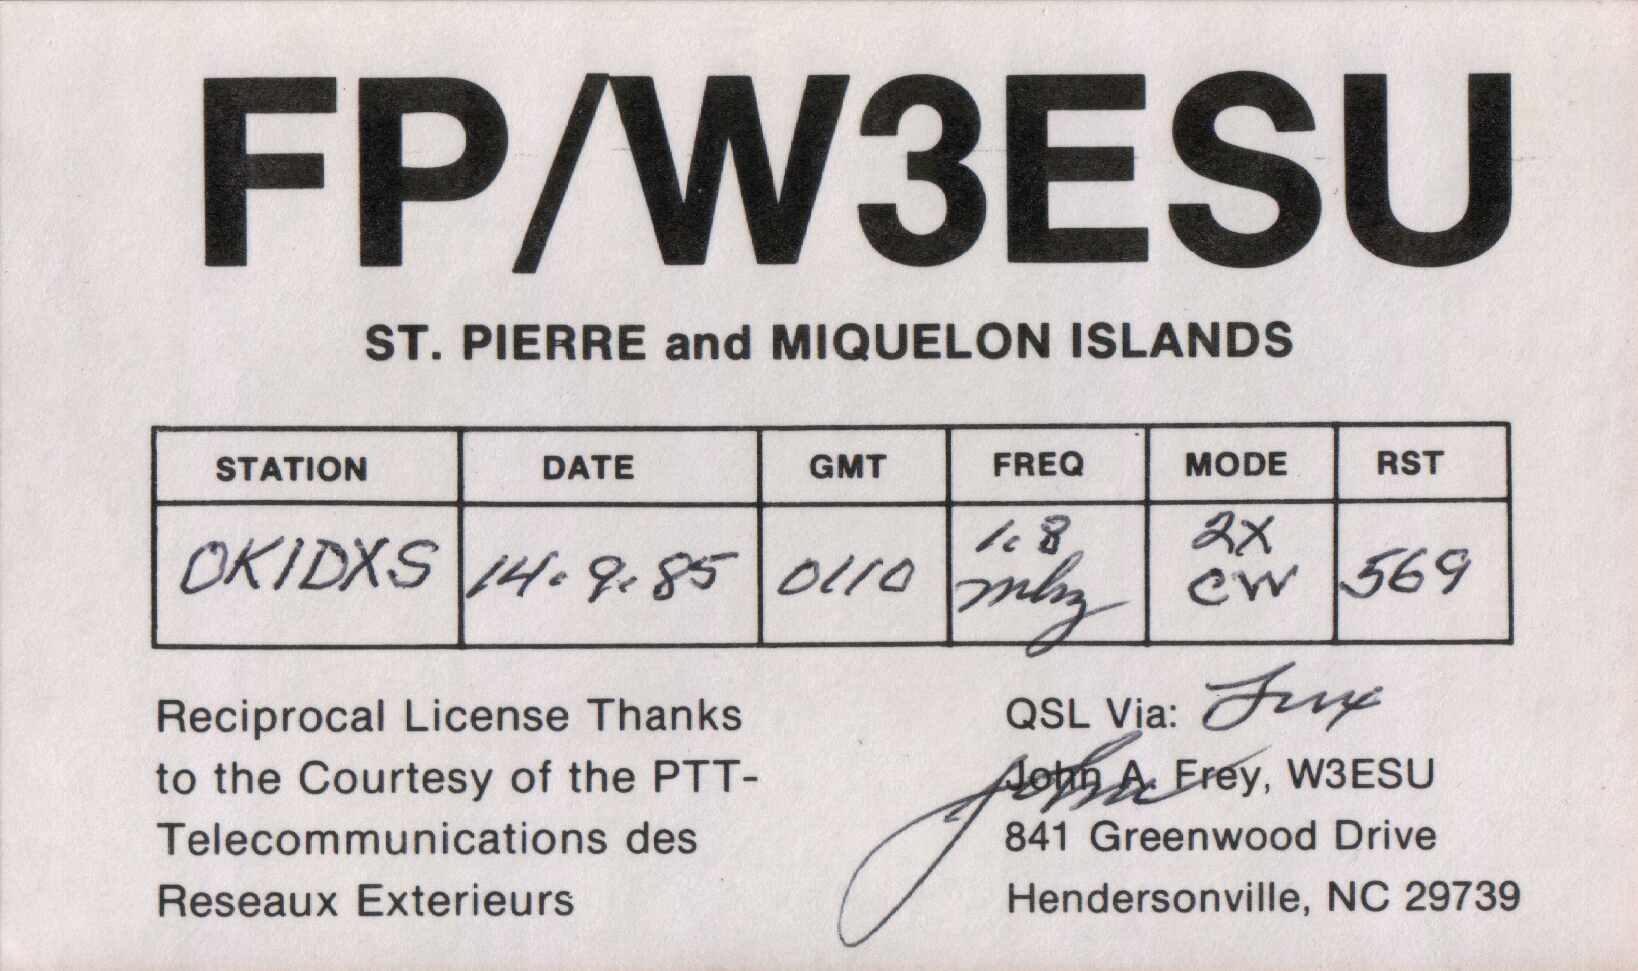 FP/W3ESU
ST. PIERRE and MIQUELON ISLANDS
STATION DATE GMT FREQ MODE RST
OK1DXS 14.9.85 0110 1.8 mhz 2X CW 569
Reciprocal License Thanks
to the Courtesy of the PTT-
Telecommunications des
Reseaux Exterieurs
QSL Via:
John A. Frey, W3ESU
841 Greenwood Drive
Hendersonville, NC 29739
John